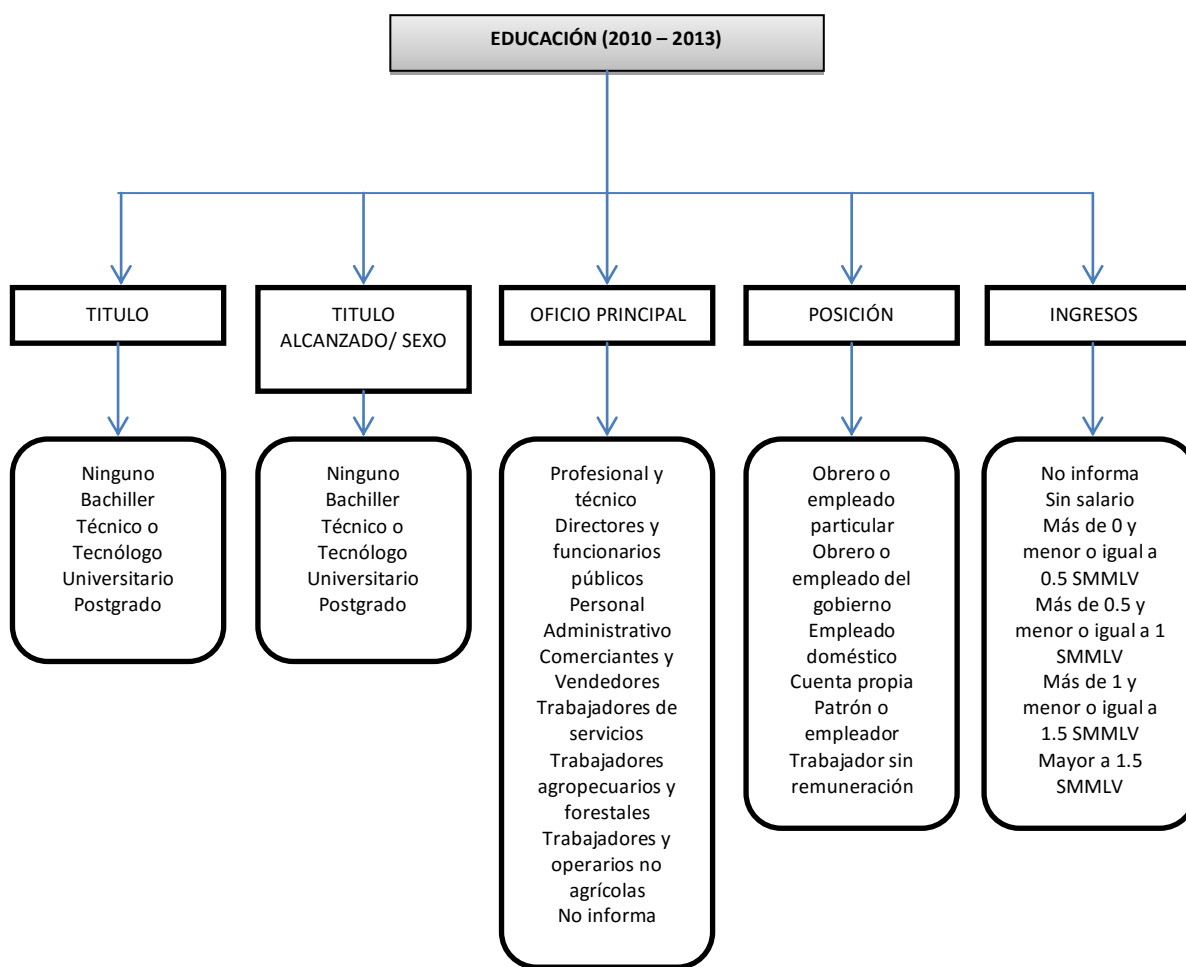 EDUCACIÓN (2010 – 2013)
TITULO
TITULO
ALCANZADO/ SEXO
OFICIO PRINCIPAL
POSICIÓN
INGRESOS
Ninguno
Bachiller
Técnico o
Tecnólogo
Universitario
Postgrado
Ninguno
Bachiller
Técnico o
Tecnólogo
Universitario
Postgrado
Profesional y
técnico
Directores y
funcionarios
públicos
Personal
Administrativo
Comerciantes y
Vendedores
Trabajadores de
servicios
Trabajadores
agropecuarios y
forestales
Trabajadores y
operarios no
agrícolas
No informa
Obrero o
empleado
particular
Obrero o
empleado del
gobierno
Empleado
doméstico
Cuenta propia
Patrón o
empleador
Trabajador sin
remuneración
No informa
Sin salario
Más de 0 y
menor o igual a
0.5 SMMLV
Más de 0.5 y
menor o igual a 1
SMMLV
Más de 1 y
menor o igual a
1.5 SMMLV
Mayor a 1.5
SMMLV